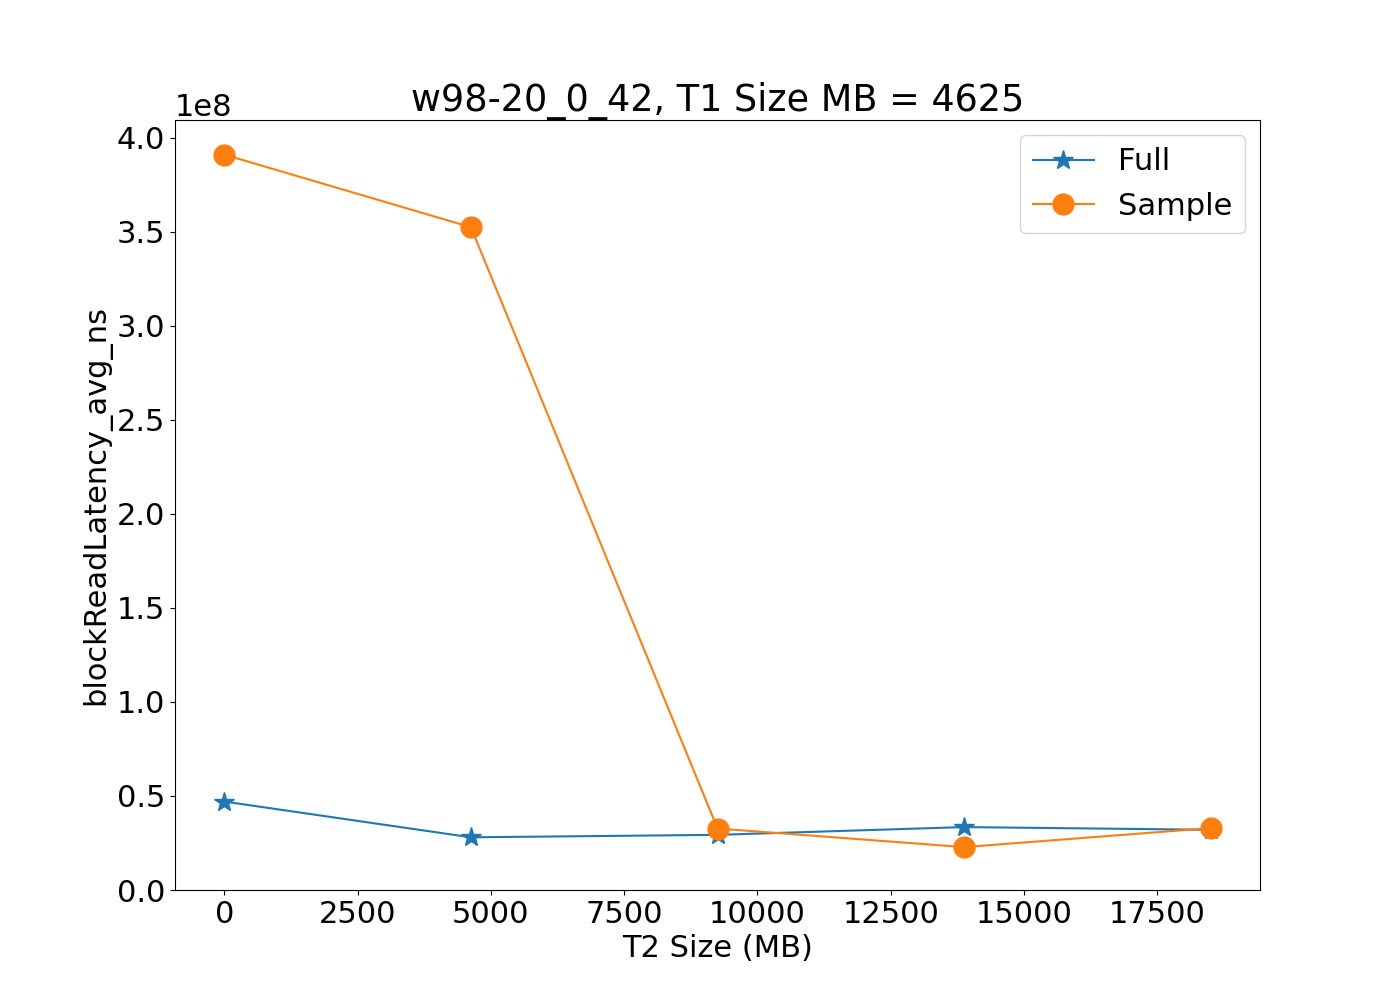 w98-20_0_42, T1 Size MB = 4625
1e8
4.0
3.5
3.0
2.5
2.0
1.5
1.0
0.5
0.0
blockReadLatency_avg_ns
Full
Sample
0 2500 5000 7500 10000 12500 15000 17500
T2 Size (MB)